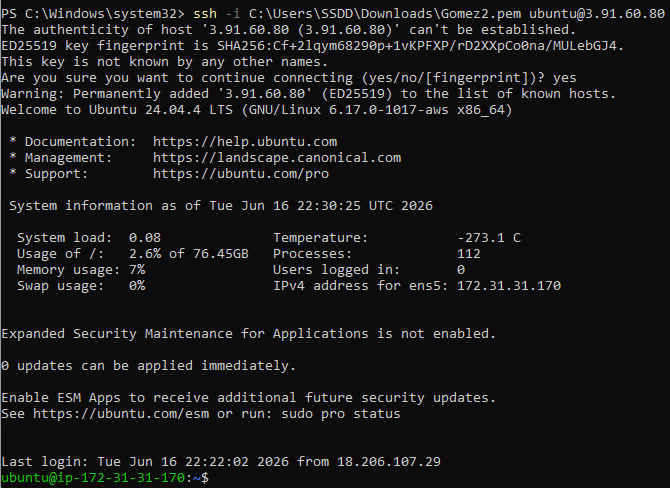 PS C:\Windows\system32> ssh -i C:\Users\SSDD\Downloads\Gomez2.pem ubuntu@3.91.60.80
The authenticity of host '3.91.60.80 (3.91.60.80)' can't be established.
ED25519 key fingerprint is SHA256:Cf+2lqym68290p+1vKPFXP/rD2XXpCo0na/MULebGJ4.
This key is not known by any other names.
Are you sure you want to continue connecting (yes/no/[fingerprint])? yes
Warning: Permanently added '3.91.60.80' (ED25519) to the list of known hosts.
Welcome to Ubuntu 24.04.4 LTS (GNU/Linux 6.17.0-1017-aws x86_64)

 * Documentation:  https://help.ubuntu.com
 * Management:     https://landscape.canonical.com
 * Support:        https://ubuntu.com/pro

 System information as of Tue Jun 16 22:30:25 UTC 2026

  System load:  0.08              Temperature:           -273.1 C
  Usage of /:   2.6% of 76.45GB   Processes:             112
  Memory usage: 7%                Users logged in:       0
  Swap usage:   0%                IPv4 address for ens5: 172.31.31.170


Expanded Security Maintenance for Applications is not enabled.

0 updates can be applied immediately.

Enable ESM Apps to receive additional future security updates.
See https://ubuntu.com/esm or run: sudo pro status


Last login: Tue Jun 16 22:22:02 2026 from 18.206.107.29
ubuntu@ip-172-31-31-170:~$